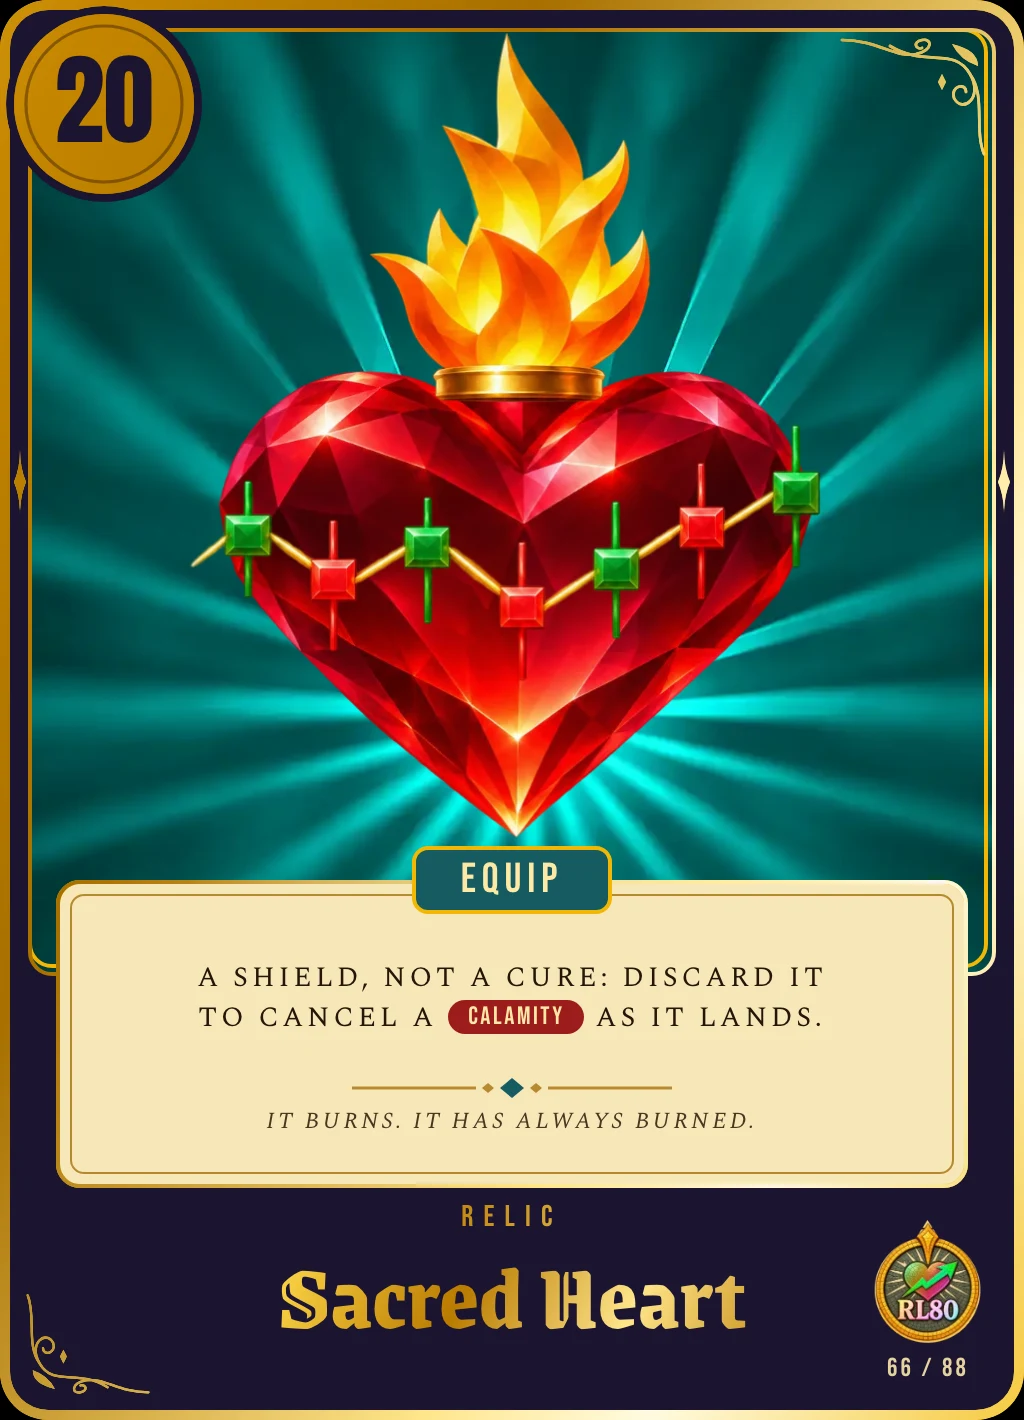 20
EQUIP
A SHIELD, NOT A CURE: DISCARD IT
TO CANCEL A CALAMITY AS IT LANDS.
IT BURNS. IT HAS ALWAYS BURNED.
RELIC
Sacred Heart
RL80
66 / 88